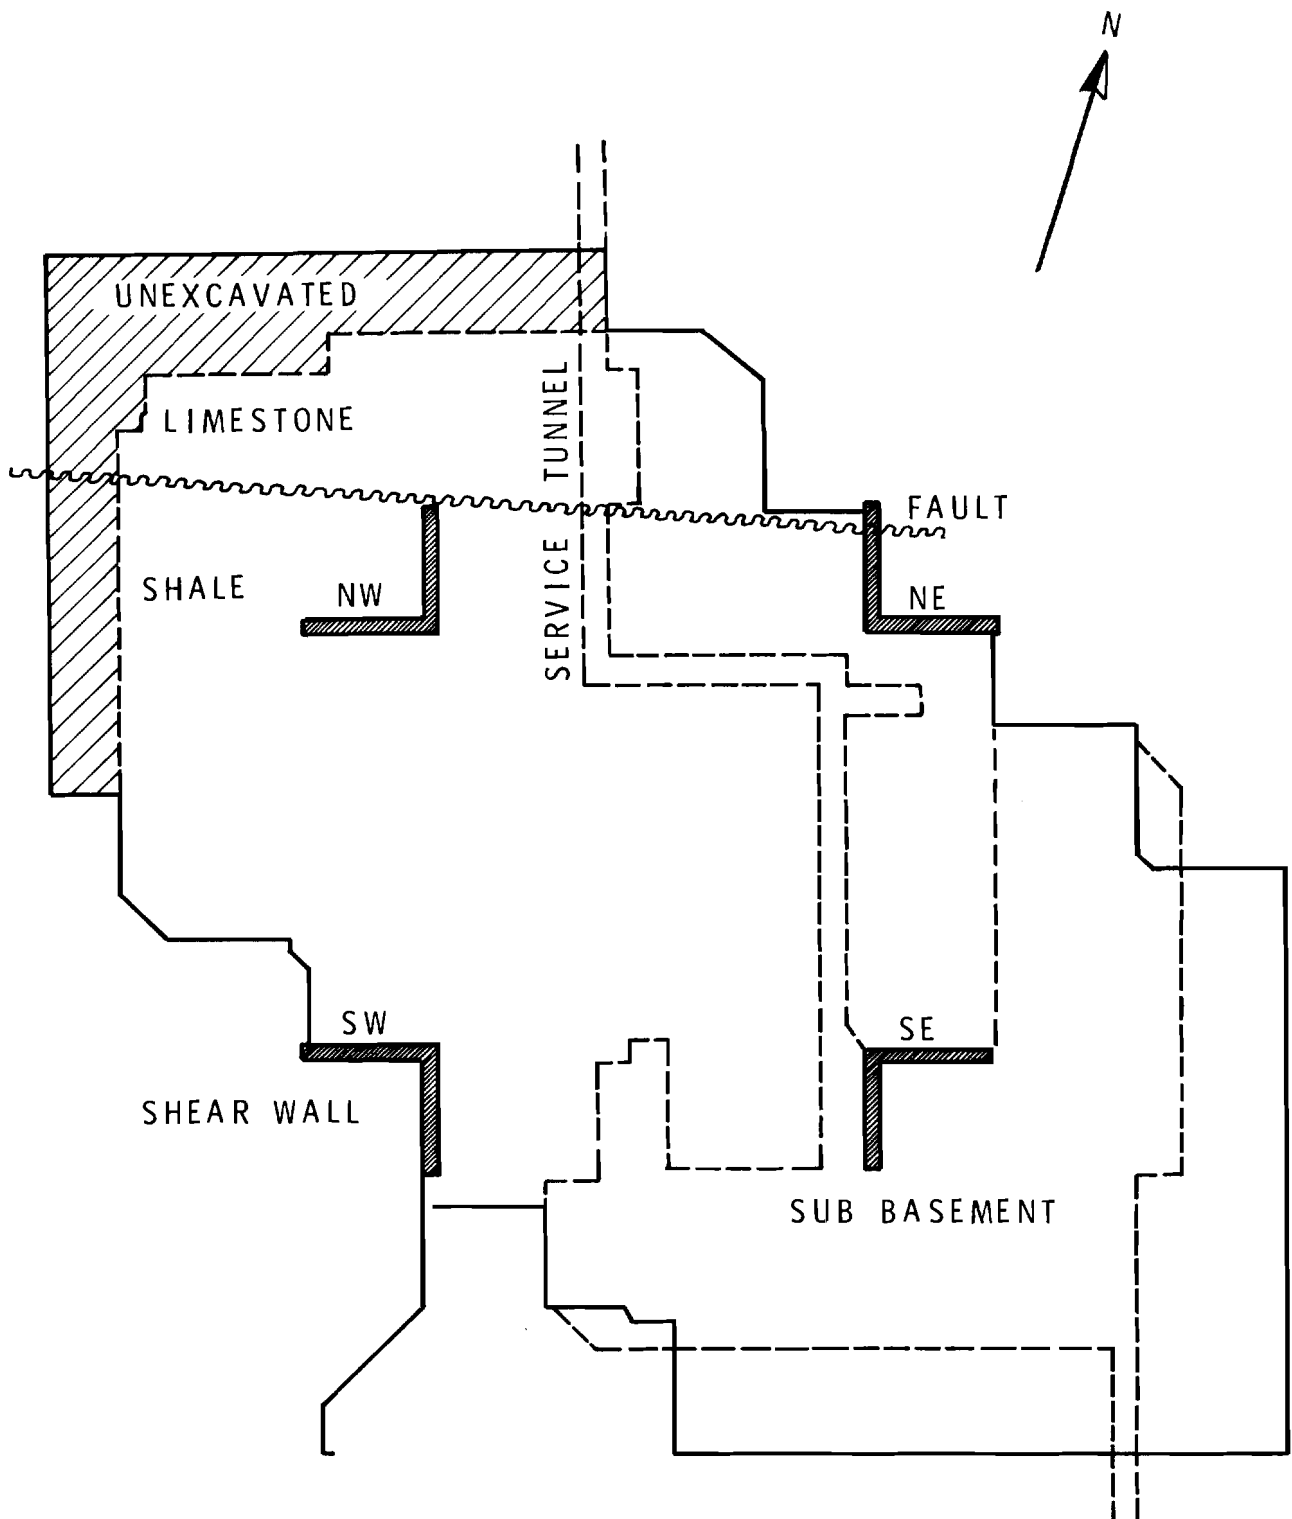 N
UNEXCAVATED
LIMESTONE
SERVICE TUNNEL
FAULT
SHALE
NW
NE
SW
SE
SHEAR WALL
SUB BASEMENT